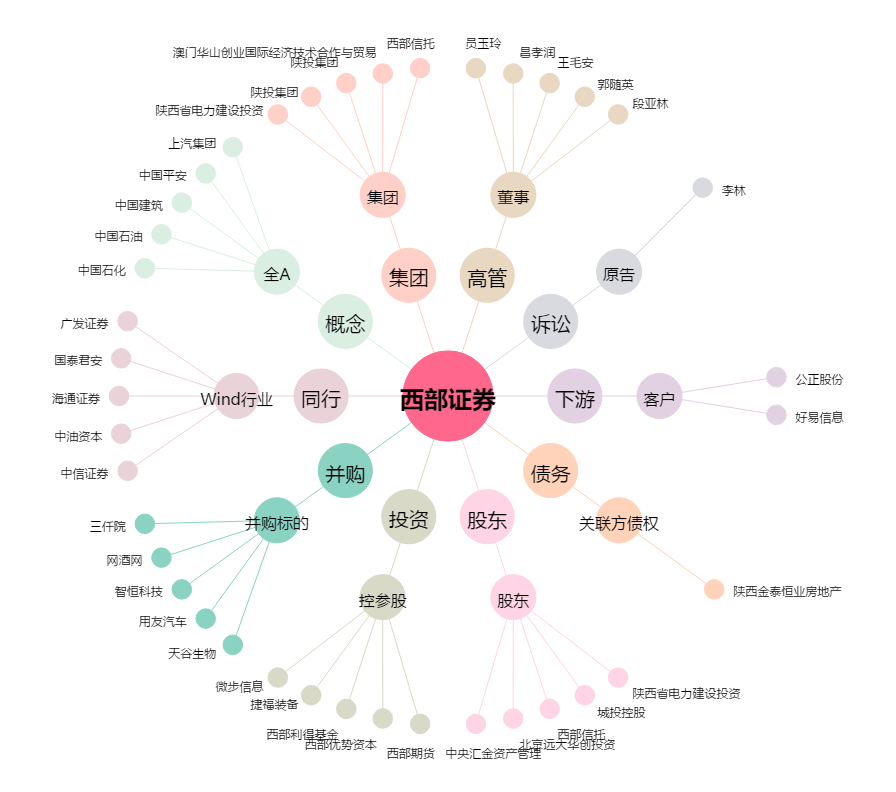 西部信托
员玉玲
澳门华山创业国际经济技术合作与贸易
昌孝润
陕投集团
王毛安
陕投集团
郭随英
陕西省电力建设投资
段亚林
上汽集团
中国平安
中国建筑
中国石油
中国石化
集团
董事
李林
全A
集团
高管
原告
概念
诉讼
广发证券
国泰君安
海通证券
中油资本
中信证券
Wind行业
同行
西部证券
下游
客户
公正股份
好易信息
并购
债务
并购标的
投资
股东
关联方债权
三仟院
网酒网
智恒科技
用友汽车
天谷生物
陕西金泰恒业房地产
控参股
股东
微步信息
捷福装备
西部利得基金
西部优势资本
西部期货
中央汇金资产管理
北京远大华创投资
西部信托
城投控股
陕西省电力建设投资